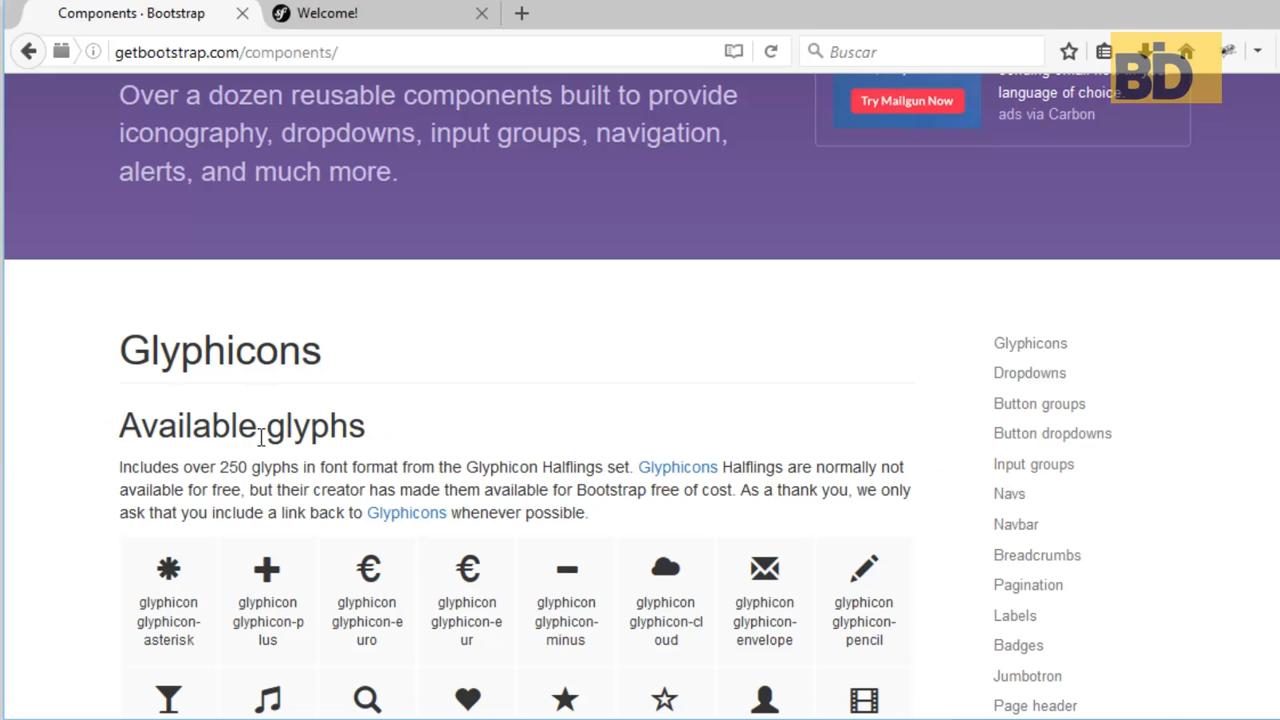 Components · Bootstrap
Welcome!
getbootstrap.com/components/
Buscar
BD
Over a dozen reusable components built to provide
iconography, dropdowns, input groups, navigation,
alerts, and much more.
Try Mailgun Now
language of choice.
ads via Carbon
Glyphicons
Available glyphs
Includes over 250 glyphs in font format from the Glyphicon Halflings set. Glyphicons Halflings are normally not
available for free, but their creator has made them available for Bootstrap free of cost. As a thank you, we only
ask that you include a link back to Glyphicons whenever possible.
glyphicon glyphicon glyphicon glyphicon glyphicon glyphicon glyphicon glyphicon
glyphicon- glyphicon-p glyphicon-e glyphicon-e glyphicon- glyphicon-cl glyphicon- glyphicon-
asterisk lus uro ur minus oud envelope pencil
Glyphicons
Dropdowns
Button groups
Button dropdowns
Input groups
Navs
Navbar
Breadcrumbs
Pagination
Labels
Badges
Jumbotron
Page header